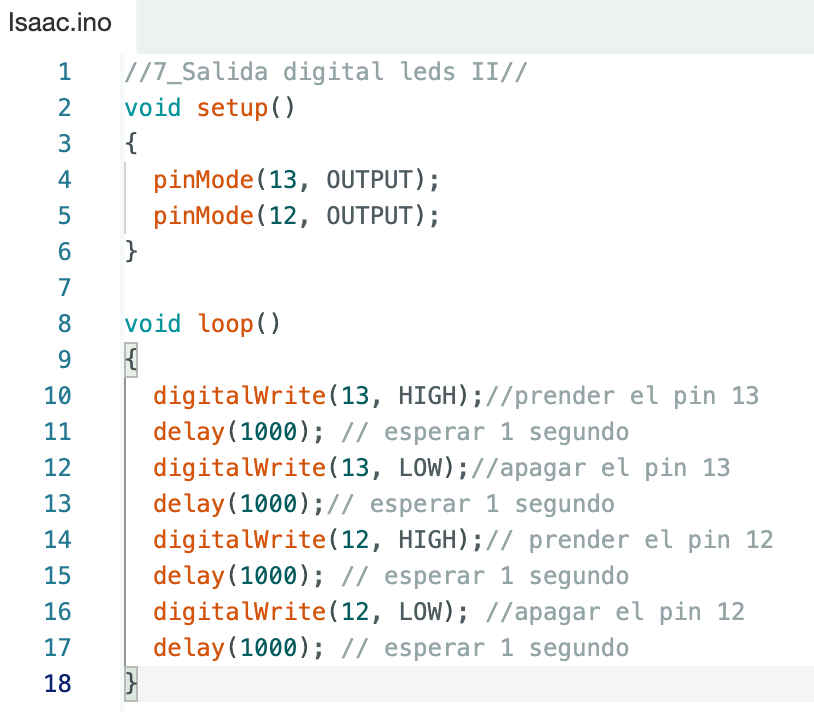 Isaac.ino
1 //7_Salida digital leds II//
2 void setup()
3 {
4   pinMode(13, OUTPUT);
5   pinMode(12, OUTPUT);
6 }
7
8 void loop()
9 {
10   digitalWrite(13, HIGH);//prender el pin 13
11   delay(1000); // esperar 1 segundo
12   digitalWrite(13, LOW);//apagar el pin 13
13   delay(1000);// esperar 1 segundo
14   digitalWrite(12, HIGH);// prender el pin 12
15   delay(1000); // esperar 1 segundo
16   digitalWrite(12, LOW); //apagar el pin 12
17   delay(1000); // esperar 1 segundo
18 }